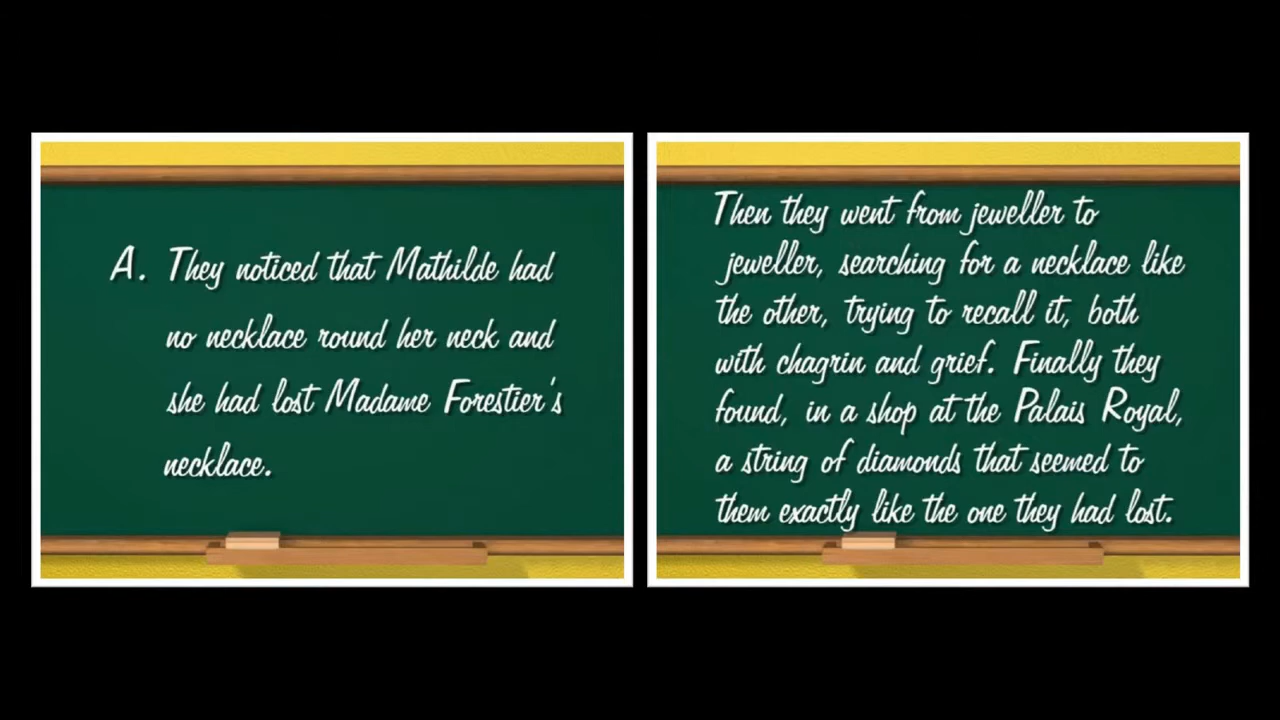 A. They noticed that Mathilde had
no necklace round her neck and
she had lost Madame Forestier's
necklace.
Then they went from jeweller to
jeweller, searching for a necklace like
the other, trying to recall it, both
with chagrin and grief. Finally they
found, in a shop at the Palais Royal,
a string of diamonds that seemed to
them exactly like the one they had lost.